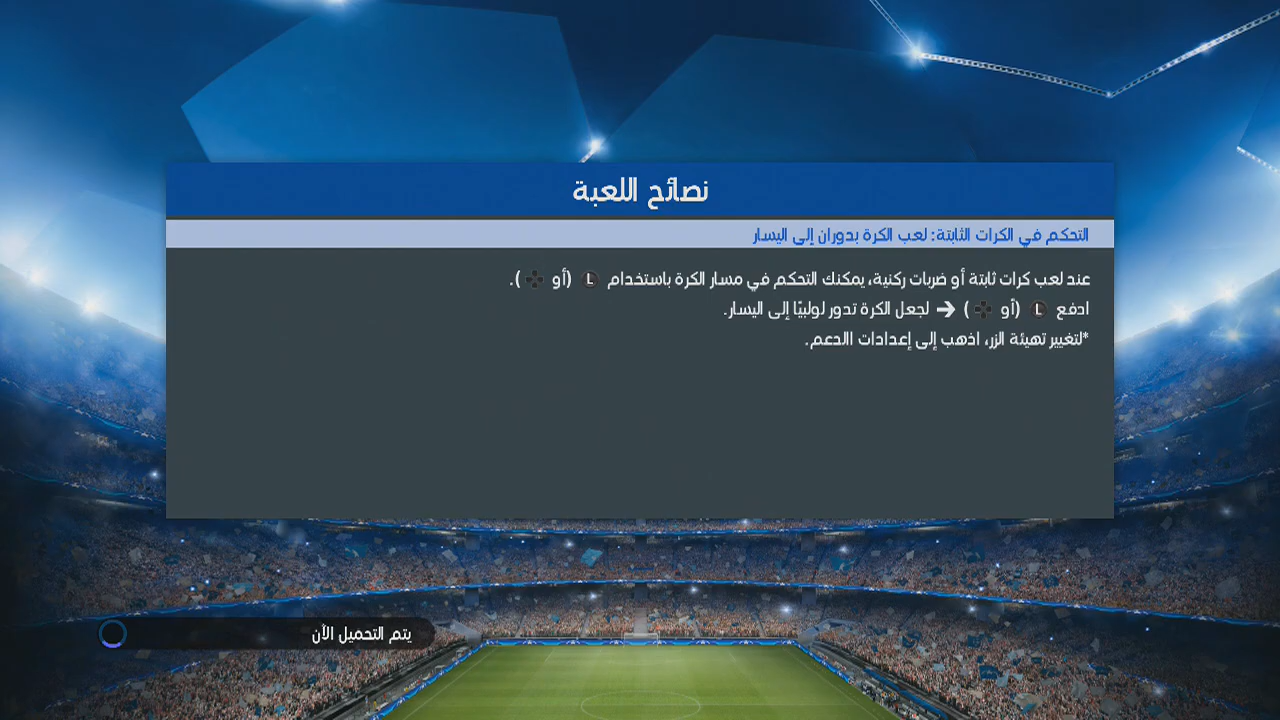 نصائح اللعبة
التحكم في الكرات الثابتة: لعب الكرة بدوران إلى اليسار
عند لعب كرات ثابتة أو ضربات ركنية، يمكنك التحكم في مسار الكرة باستخدام L (أو ).
ادفع L (أو ) → لجعل الكرة تدور لولبيًا إلى اليسار.
*لتغيير تهيئة الزر، اذهب إلى إعدادات االدعم.
يتم التحميل الآن